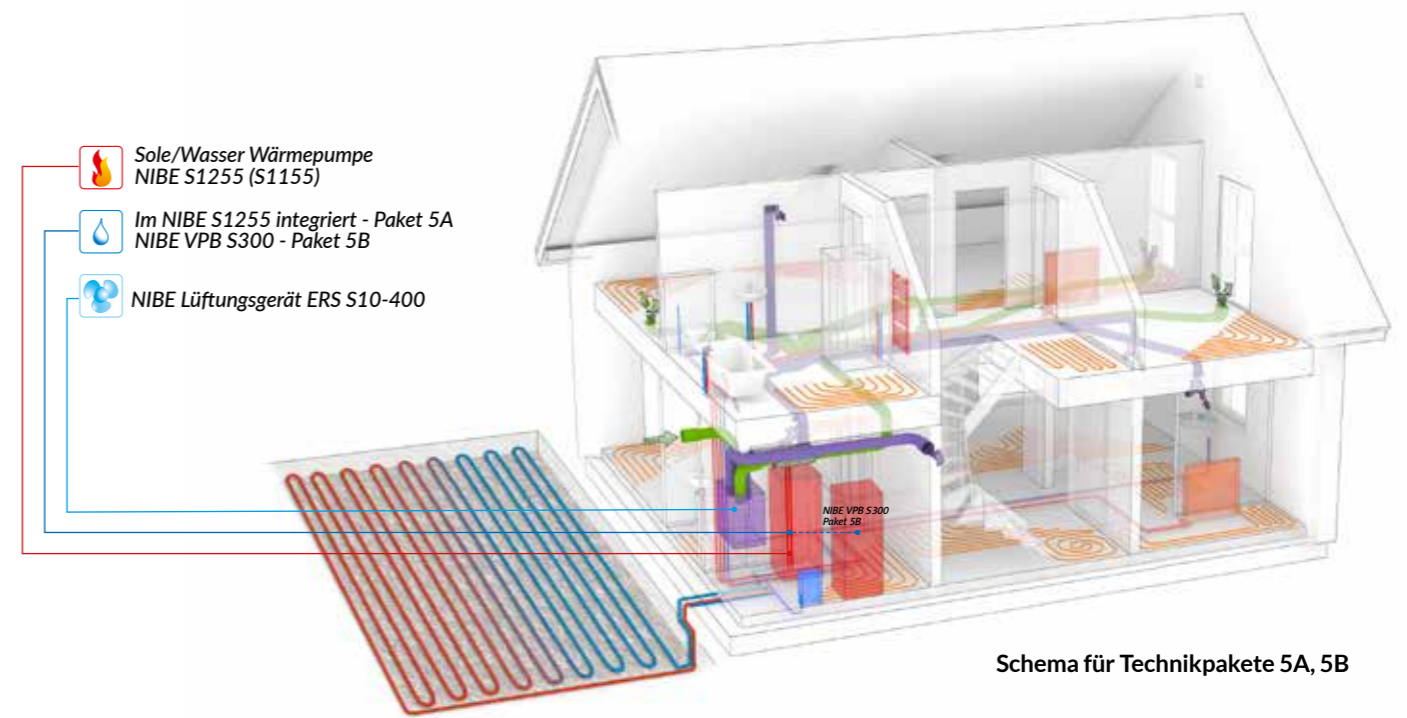 Sole/Wasser Wärmepumpe
NIBE S1255 (S1155)
Im NIBE S1255 integriert - Paket 5A
NIBE VPB S300 - Paket 5B
NIBE Lüftungsgerät ERS S10-400
NIBE VPB S300
Paket 5B
Schema für Technikpakete 5A, 5B